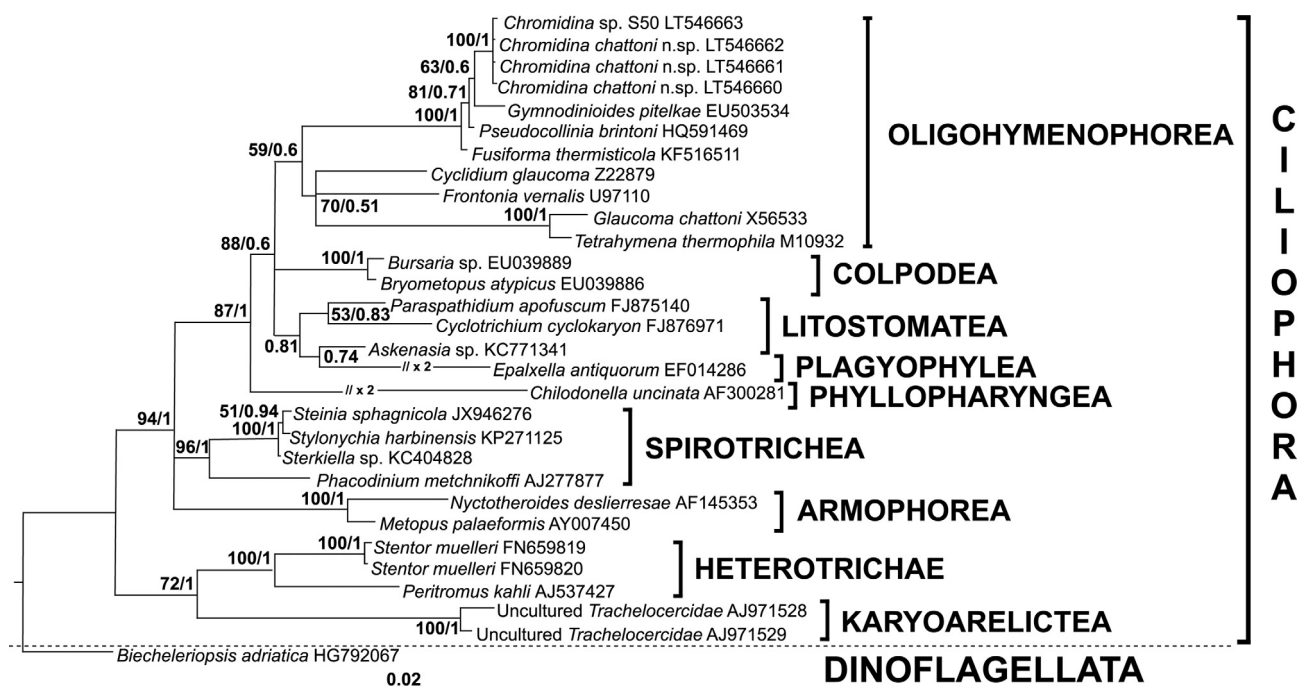 Chromidina sp. S50 LT546663
100/1
Chromidina chattoni n.sp. LT546662
63/0.6
Chromidina chattoni n.sp. LT546661
81/0.71
Chromidina chattoni n.sp. LT546660
100/1
Gymnodinioides pitelkae EU503534
Pseudocollinia brintoni HQ591469
OLIGOHYMENOPHOREA
59/0.6
Fusiforma thermisticola KF516511
Cyclidium glaucoma Z22879
Frontonia vernalis U97110
70/0.51
100/1
Glaucoma chattoni X56533
Tetrahymena thermophila M10932
88/0.6
100/1
Bursaria sp. EU039889
Bryometopus atypicus EU039886
COLPODEA
87/1
Paraspathidium apofuscum FJ875140
53/0.83
Cyclotrichium cyclokaryon FJ876971
LITOSTOMATEA
0.81
Askenasia sp. KC771341
0.74
// x 2
Epalxella antiquorum EF014286
PLAGYOPHYLEA
// x 2
Chilodonella uncinata AF300281
PHYLLOPHARYNGEA
94/1
51/0.94
Steinia sphagnicola JX946276
100/1
Stylonychia harbinensis KP271125
96/1
Sterkiella sp. KC404828
SPIROTRICHEA
Phacodinium metchnikoffi AJ277877
100/1
Nyctotheroides deslierresae AF145353
Metopus palaeformis AY007450
ARMOPHOREA
100/1
Stentor muelleri FN659819
100/1
Stentor muelleri FN659820
HETEROTRICHAE
72/1
Peritromus kahli AJ537427
Uncultured Trachelocercidae AJ971528
100/1
Uncultured Trachelocercidae AJ971529
KARYOARELICTEA
CILIOPHORA
Biecheleriopsis adriatica HG792067
DINOFLAGELLATA
0.02